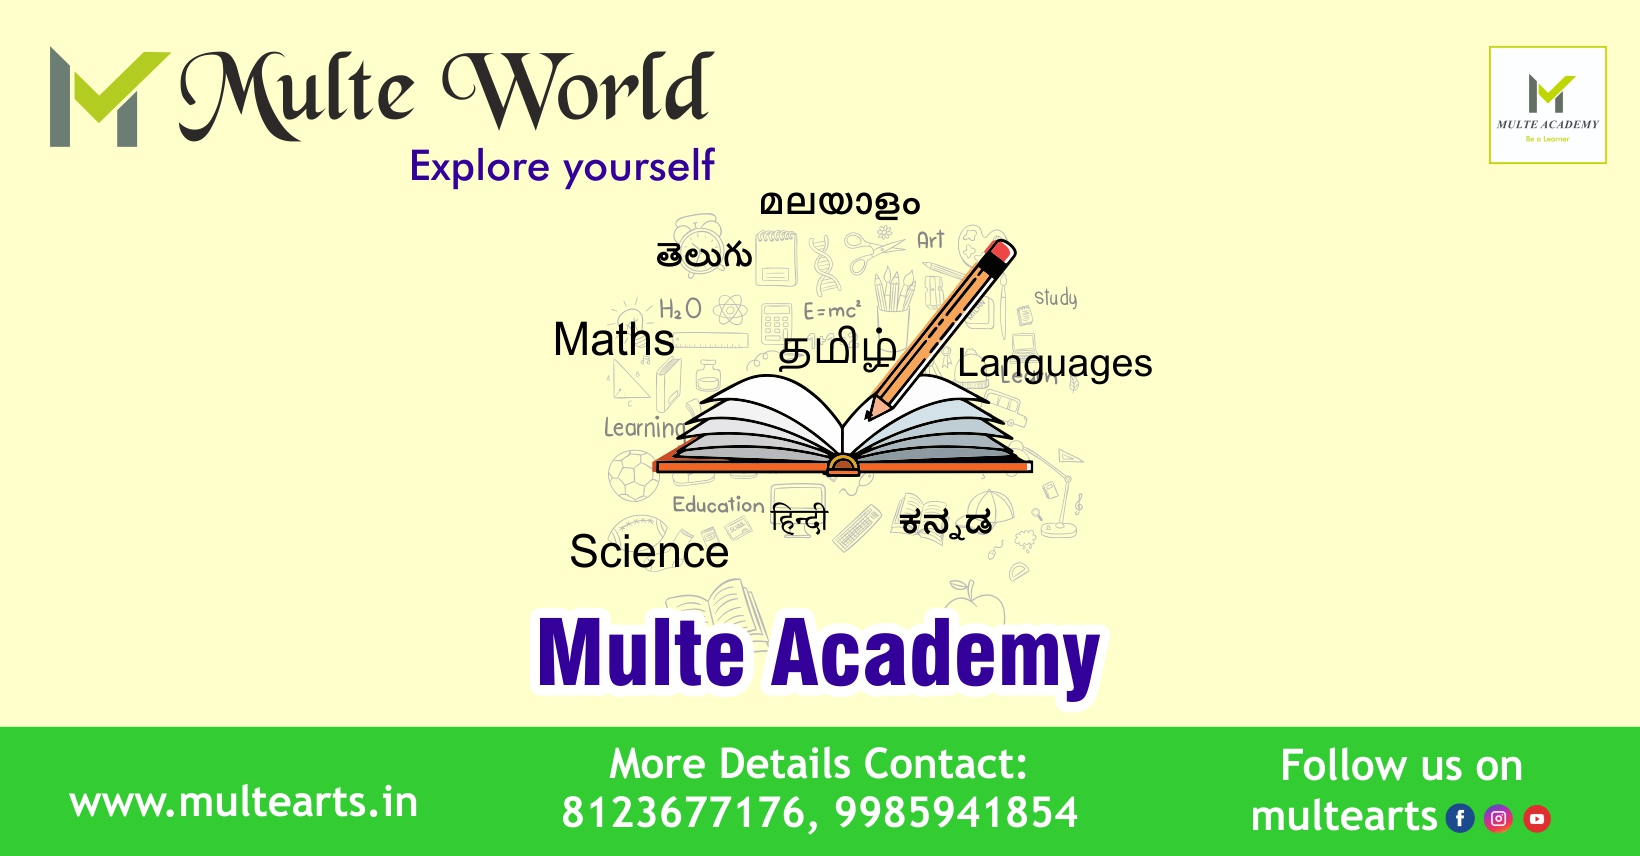 Multe World
Explore yourself
MULTE ACADEMY
Be a Learner
മലയാളം
తెలుగు
Art
H₂O
E=mc²
Study
Maths
தமிழ்
Languages
Learn
Learning
Education
हिन्दी
ಕನ್ನಡ
Science
Multe Academy
www.multearts.in
More Details Contact:
8123677176, 9985941854
Follow us on
multearts